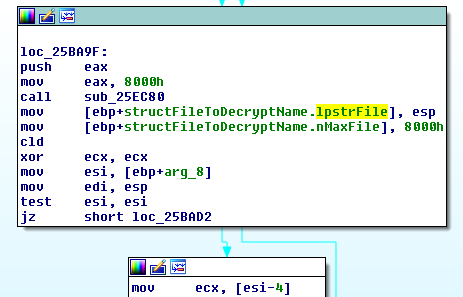 loc_25BA9F:
push eax
mov eax, 8000h
call sub_25EC80
mov [ebp+structFileToDecryptName.lpstrFile], esp
mov [ebp+structFileToDecryptName.nMaxFile], 8000h
cld
xor ecx, ecx
mov esi, [ebp+arg_8]
mov edi, esp
test esi, esi
jz short loc_25BAD2
mov ecx, [esi-4]